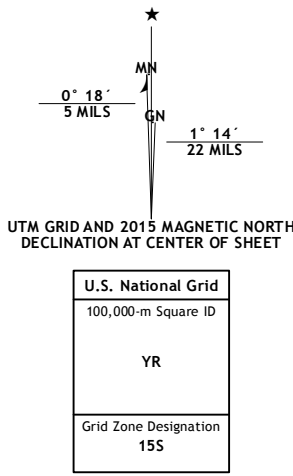 ★
MN
0° 18´
5 MILS
GN
1° 14´
22 MILS
UTM GRID AND 2015 MAGNETIC NORTH
DECLINATION AT CENTER OF SHEET
U.S. National Grid
100,000-m Square ID
YR
Grid Zone Designation
15S